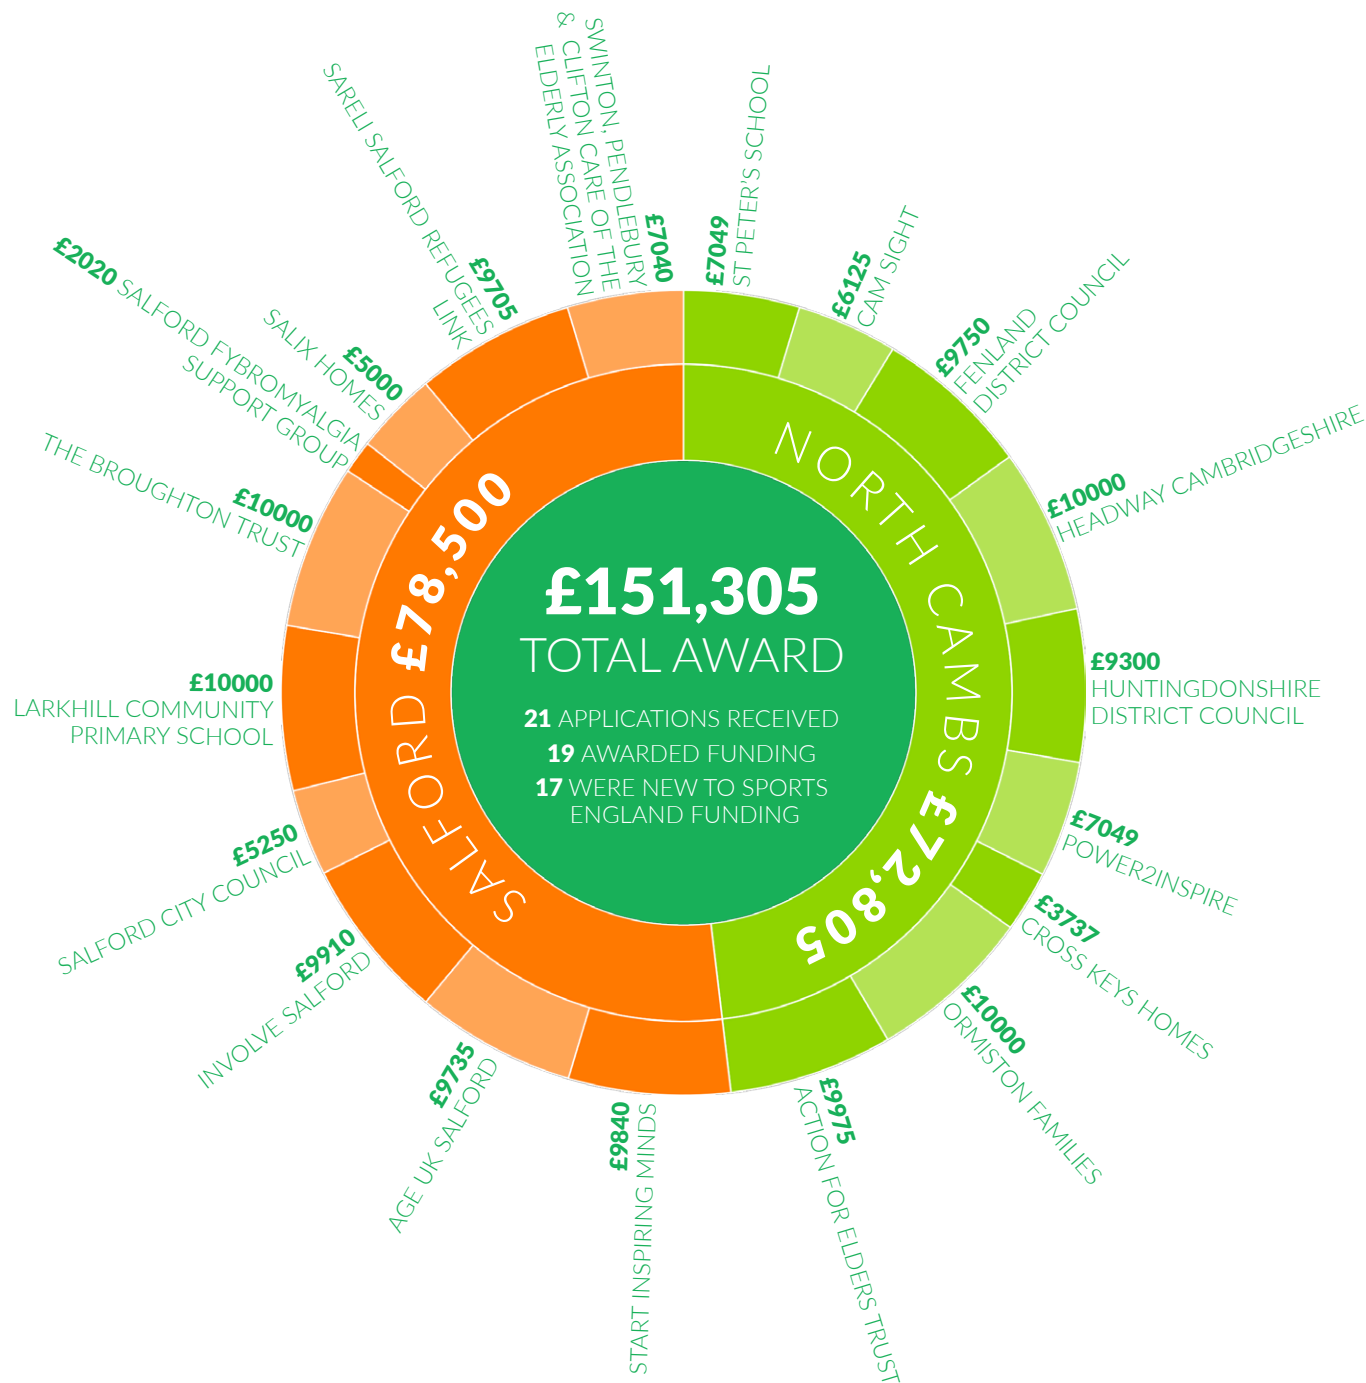 £151,305
TOTAL AWARD
21 APPLICATIONS RECEIVED
19 AWARDED FUNDING
17 WERE NEW TO SPORTS
ENGLAND FUNDING
NORTH CAMBS £72,805
SALFORD £78,500
£7049
ST PETER'S SCHOOL
£6125
CAM SIGHT
£9750
FENLAND
DISTRICT COUNCIL
£10000
HEADWAY CAMBRIDGESHIRE
£9300
HUNTINGDONSHIRE
DISTRICT COUNCIL
£7049
POWER2INSPIRE
£3737
CROSS KEYS HOMES
£10000
ORMISTON FAMILIES
£9975
ACTION FOR ELDERS TRUST
£9840
START INSPIRING MINDS
£9735
AGE UK SALFORD
£9910
INVOLVE SALFORD
£5250
SALFORD CITY COUNCIL
£10000
LARKHILL COMMUNITY
PRIMARY SCHOOL
£10000
THE BROUGHTON TRUST
£2020 SALFORD FYBROMYALGIA
SUPPORT GROUP
£5000
SALIX HOMES
£9705
SARELI SALFORD REFUGEES
LINK
£7040
SWINTON, PENDLEBURY
& CLIFTON CARE OF THE
ELDERLY ASSOCIATION